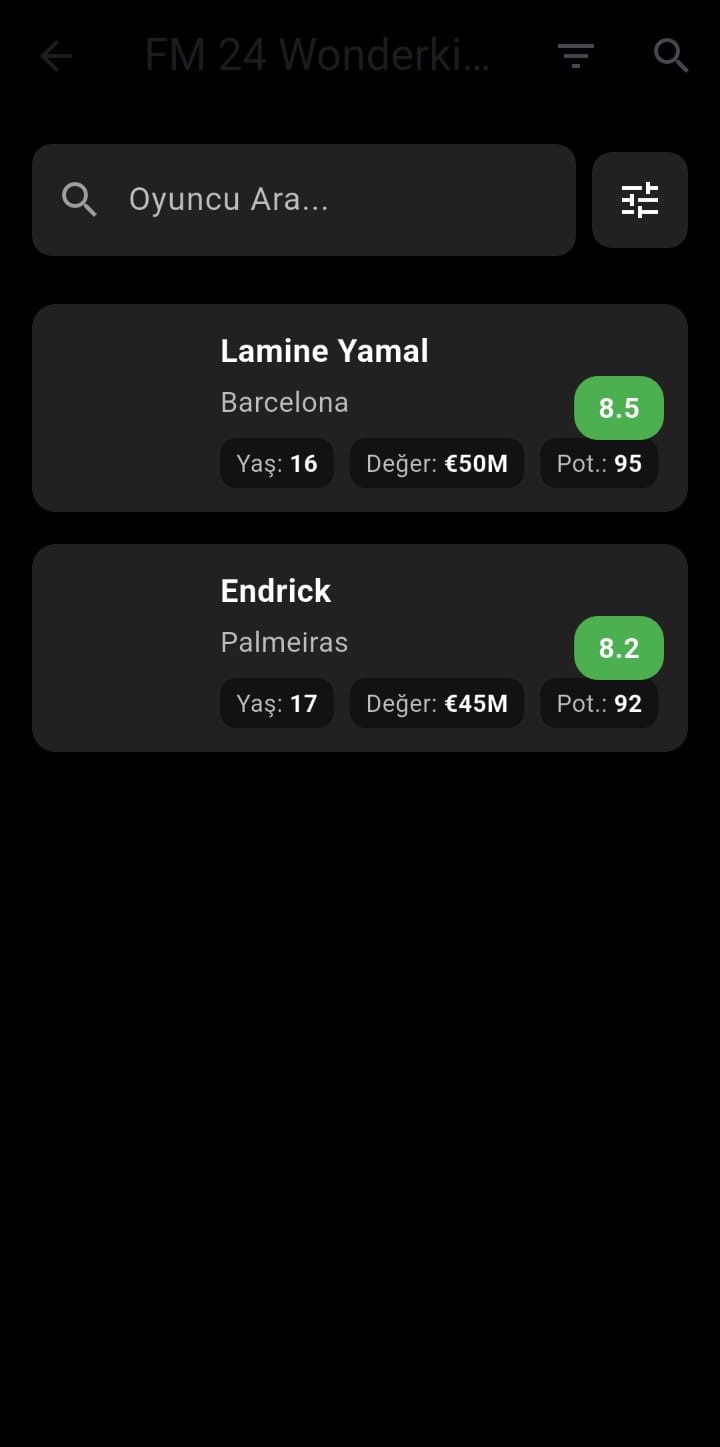 FM 24 Wonderki...
Oyuncu Ara...
Lamine Yamal
Barcelona
8.5
Yaş: 16 Değer: €50M Pot.: 95
Endrick
Palmeiras
8.2
Yaş: 17 Değer: €45M Pot.: 92